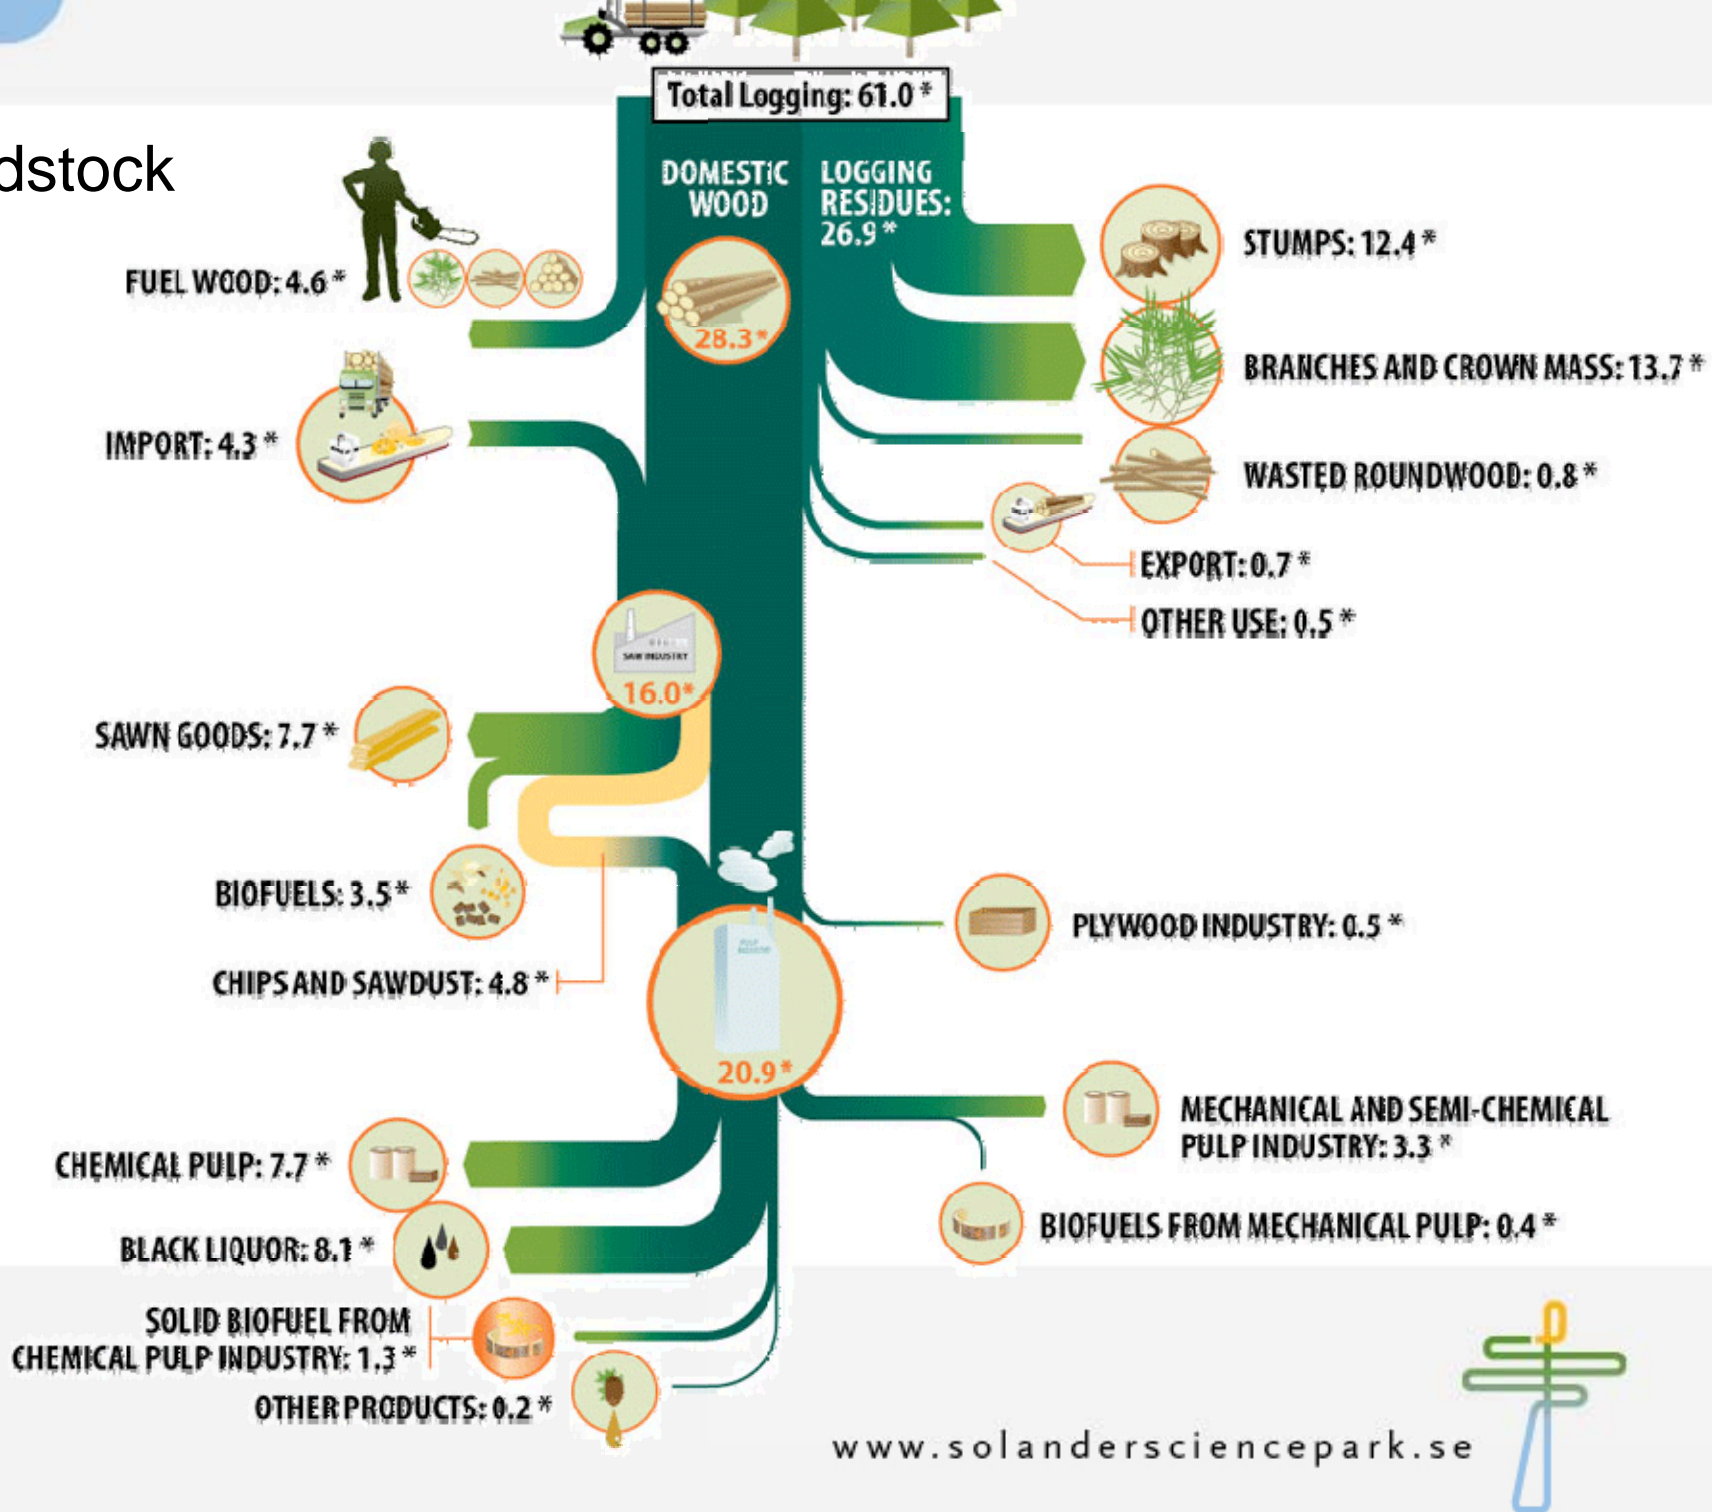 Total Logging: 61.0 *
dstock
DOMESTIC
WOOD
28.3*
LOGGING
RESIDUES:
26.9 *
STUMPS: 12.4 *
FUEL WOOD: 4.6 *
BRANCHES AND CROWN MASS: 13.7 *
IMPORT: 4.3 *
WASTED ROUNDWOOD: 0.8 *
EXPORT: 0.7 *
OTHER USE: 0.5 *
SAW INDUSTRY
16.0*
SAWN GOODS: 7.7 *
BIOFUELS: 3.5 *
PLYWOOD INDUSTRY: 0.5 *
CHIPS AND SAWDUST: 4.8 *
PULP
INDUSTRY
20.9*
MECHANICAL AND SEMI-CHEMICAL
PULP INDUSTRY: 3.3 *
CHEMICAL PULP: 7.7 *
BIOFUELS FROM MECHANICAL PULP: 0.4 *
BLACK LIQUOR: 8.1 *
SOLID BIOFUEL FROM
CHEMICAL PULP INDUSTRY: 1.3 *
OTHER PRODUCTS: 0.2 *
www.solandersciencepark.se